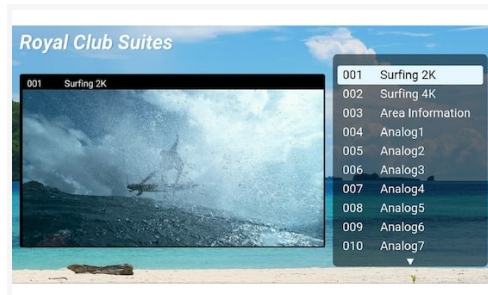 Royal Club Suites
001 Surfing 2K
001 Surfing 2K
002 Surfing 4K
003 Area Information
004 Analog1
005 Analog2
006 Analog3
007 Analog4
008 Analog5
009 Analog6
010 Analog7